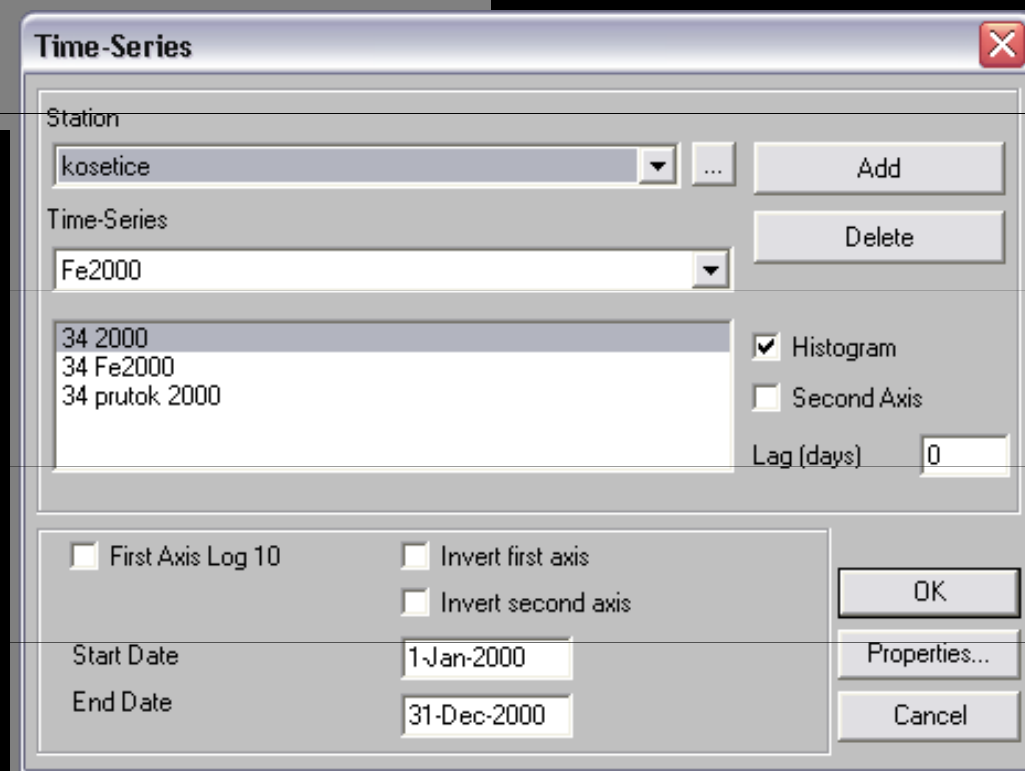 Time-Series
Station
kosetice
...
Add
Time-Series
Delete
Fe2000
34 2000
34 Fe2000
34 prutok 2000
Histogram
Second Axis
Lag (days)
0
First Axis Log 10
Invert first axis
Invert second axis
OK
Start Date
1-Jan-2000
Properties...
End Date
31-Dec-2000
Cancel